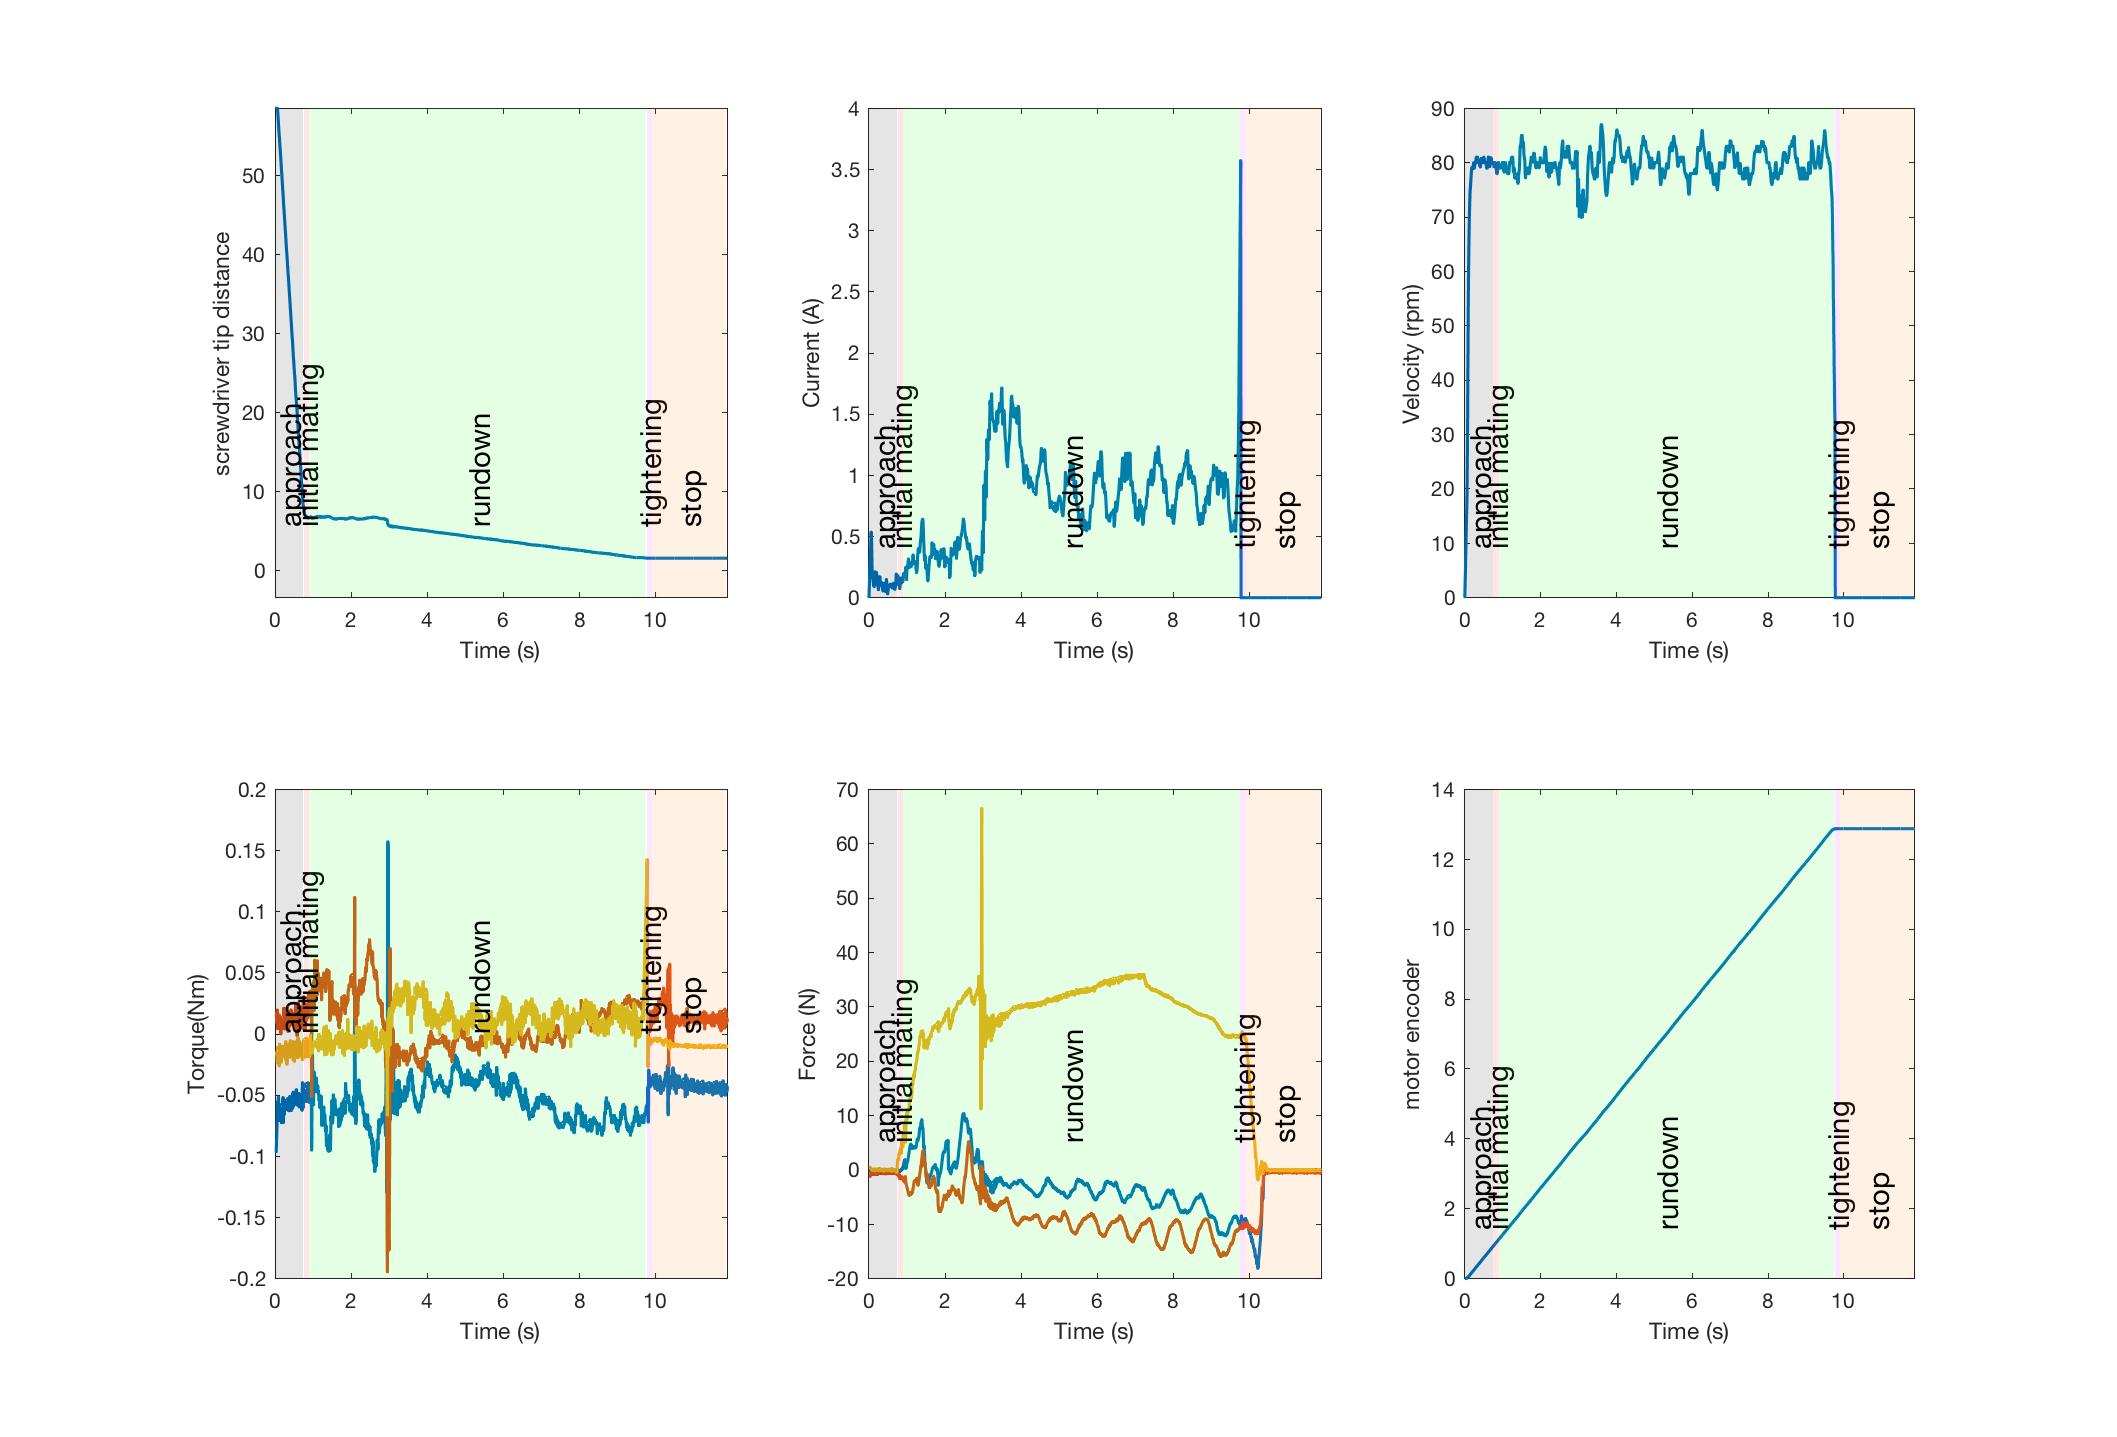 50
40
30
20
10
0
screwdriver tip distance
approach
initial mating
rundown
tightening
stop
0 2 4 6 8 10
Time (s)
4
3.5
3
2.5
2
1.5
1
0.5
0
Current (A)
approach
initial mating
rundown
tightening
stop
0 2 4 6 8 10
Time (s)
90
80
70
60
50
40
30
20
10
0
Velocity (rpm)
approach
initial mating
rundown
tightening
stop
0 2 4 6 8 10
Time (s)
0.2
0.15
0.1
0.05
0
-0.05
-0.1
-0.15
-0.2
Torque(Nm)
approach
initial mating
rundown
tightening
stop
0 2 4 6 8 10
Time (s)
70
60
50
40
30
20
10
0
-10
-20
Force (N)
approach
initial mating
rundown
tightening
stop
0 2 4 6 8 10
Time (s)
14
12
10
8
6
4
2
0
motor encoder
approach
initial mating
rundown
tightening
stop
0 2 4 6 8 10
Time (s)